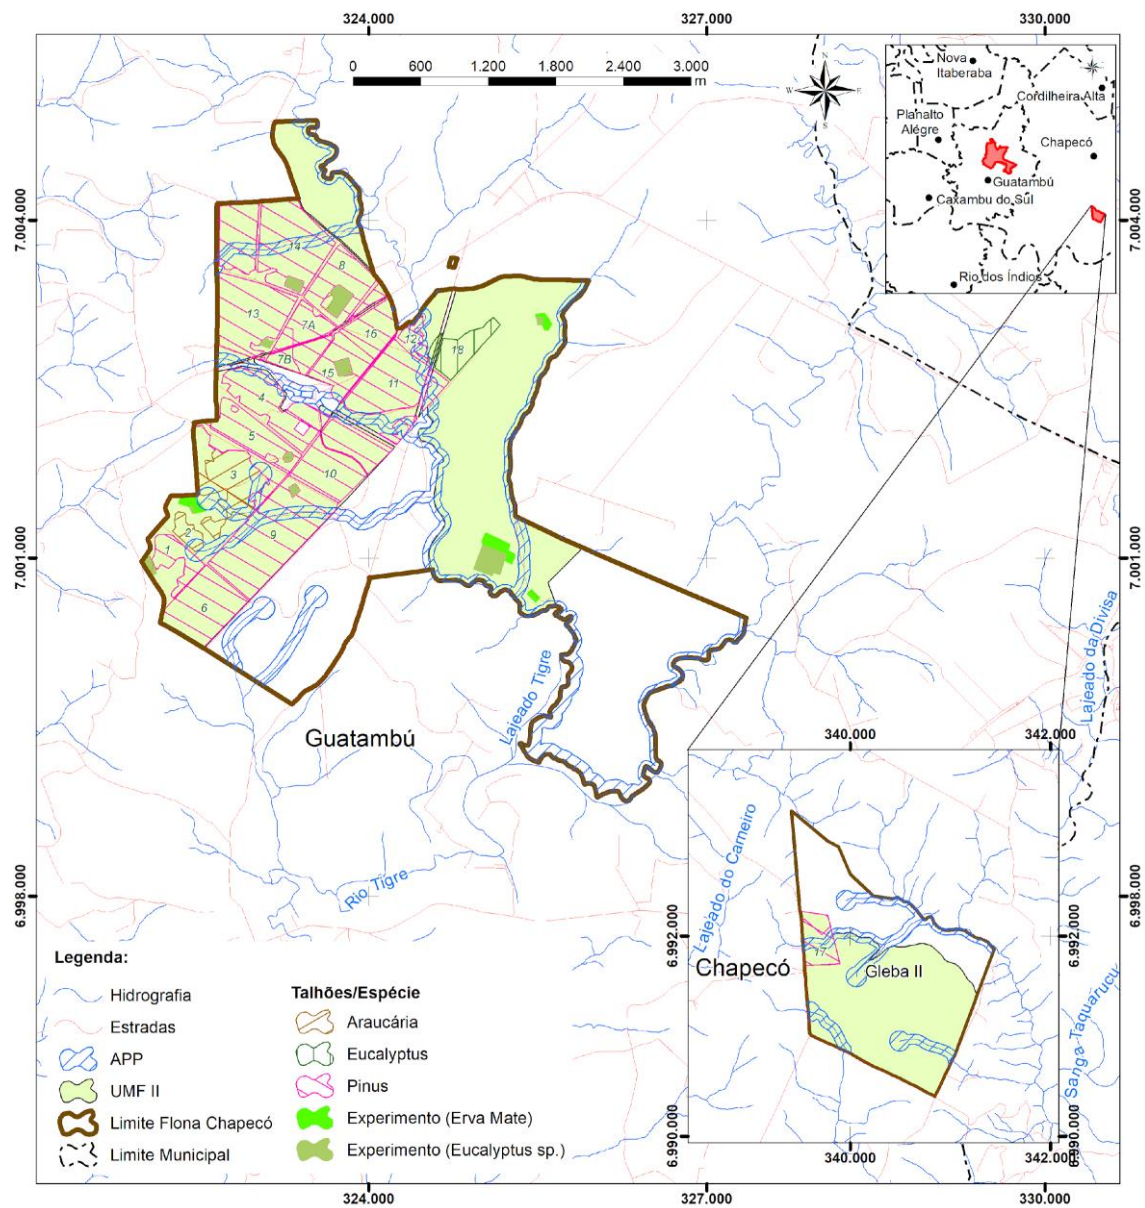 324.000
327.000
330.000
0
600
1.200
1.800
2.400
3.000
m
N
W
E
S
Nova
Itaberaba
Cordilheira Alta
Planalto
Alégre
Chapecó
Guatambú
Caxambu do Sul
Rio dos Índios
7.004.000
7.004.000
14
8
13
7A
16
12
18
7B
15
11
4
5
10
3
2
1
9
6
7.001.000
7.001.000
Lajeado da Divisa
Lajeado Tigre
Guatambú
Rio Tigre
6.998.000
6.998.000
340.000
342.000
Lajeado do Carneiro
6.992.000
6.992.000
17
Gleba II
Chapecó
Sanga Taquaruçu
6.990.000
6.990.000
340.000
342.000
Legenda:
Hidrografia
Estradas
APP
UMF II
Limite Flona Chapecó
Limite Municipal
Talhões/Espécie
Araucária
Eucalyptus
Pinus
Experimento (Erva Mate)
Experimento (Eucalyptus sp.)
324.000
327.000
330.000